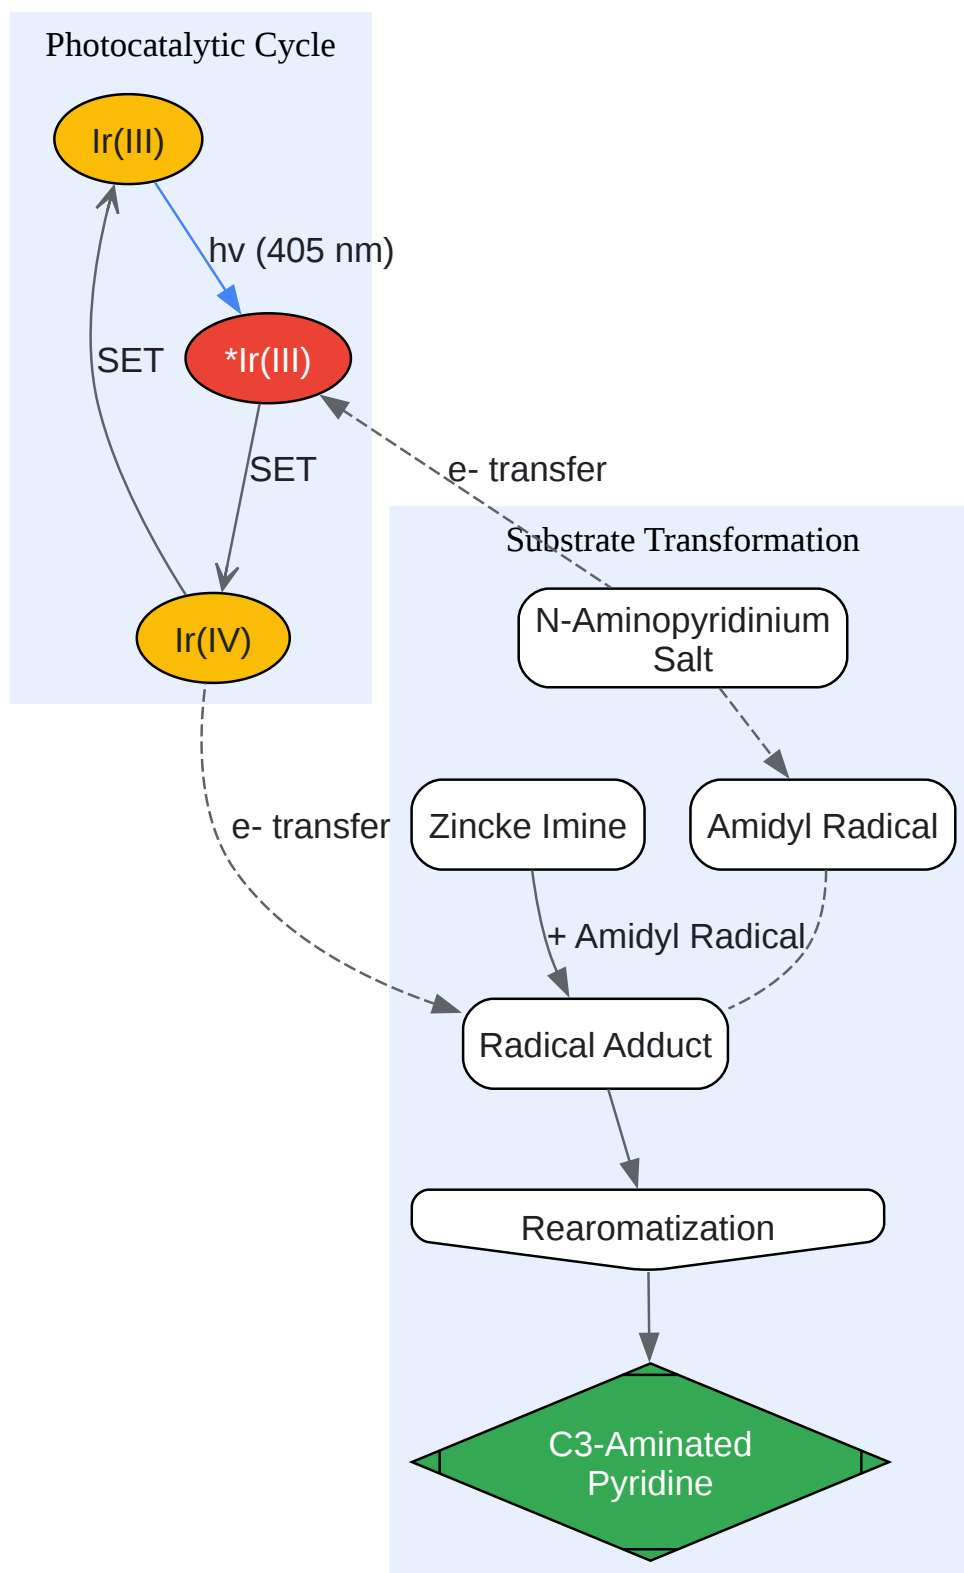 Photocatalytic Cycle
Ir(III)
hv (405 nm)
SET
*Ir(III)
SET
e- transfer
Ir(IV)
e- transfer
Substrate Transformation
N-Aminopyridinium
Salt
Zincke Imine
Amidyl Radical
+ Amidyl Radical
Radical Adduct
Rearomatization
C3-Aminated
Pyridine